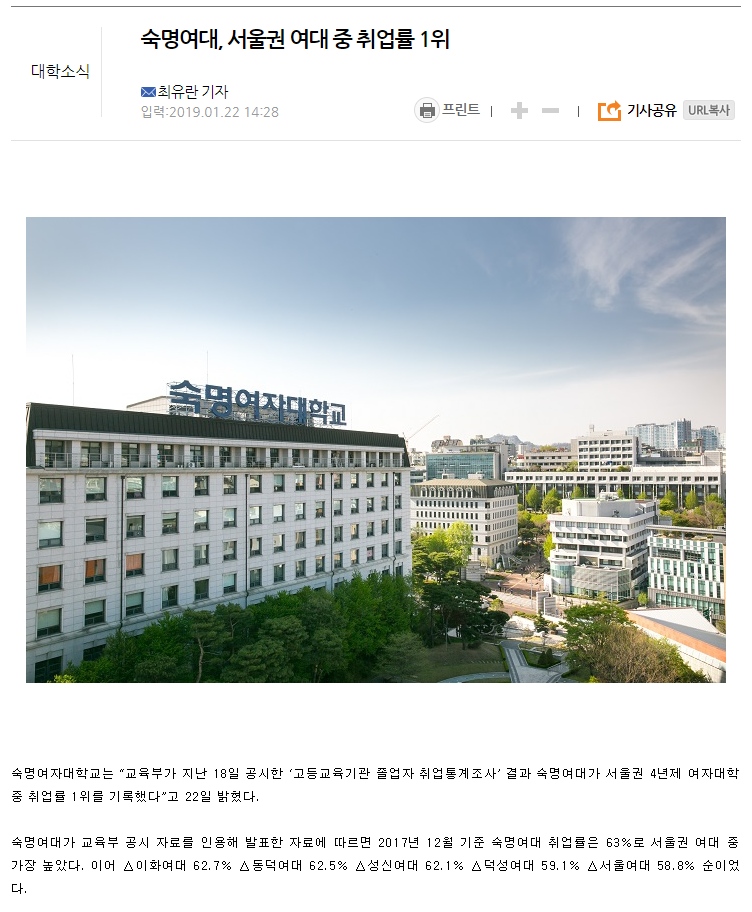 숙명여대, 서울권 여대 중 취업률 1위
대학소식
최유란 기자
입력:2019.01.22 14:28
프린트 | + − | 기사공유 URL복사
숙명여자대학교
숙명여자대학교는 “교육부가 지난 18일 공시한 ‘고등교육기관 졸업자 취업통계조사’ 결과 숙명여대가 서울권 4년제 여자대학
중 취업률 1위를 기록했다”고 22일 밝혔다.
숙명여대가 교육부 공시 자료를 인용해 발표한 자료에 따르면 2017년 12월 기준 숙명여대 취업률은 63%로 서울권 여대 중
가장 높았다. 이어 △이화여대 62.7% △동덕여대 62.5% △성신여대 62.1% △덕성여대 59.1% △서울여대 58.8% 순이었
다.